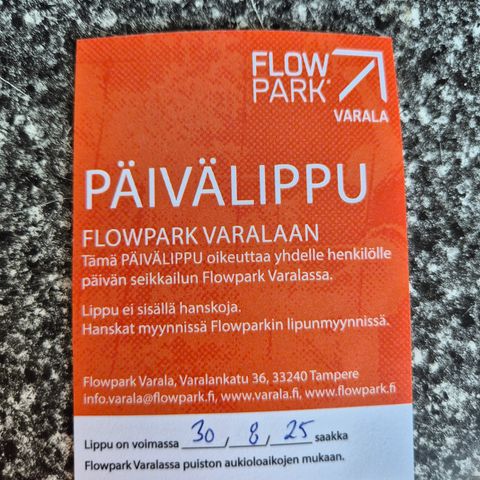 FLOW
PARK
VARALA
PÄIVÄLIPPU
FLOWPARK VARALAAN
Tämä PÄIVÄLIPPU oikeuttaa yhdelle henkilölle
päivän seikkailun Flowpark Varalassa.
Lippu ei sisällä hanskoja.
Hanskat myynnissä Flowparkin lipunmyynnissä.
Flowpark Varala, Varalankatu 36, 33240 Tampere
info.varala@flowpark.fi, www.varala.fi, www.flowpark.fi
Lippu on voimassa 30, 8, 25 saakka
Flowpark Varalassa puiston aukioloaikojen mukaan.